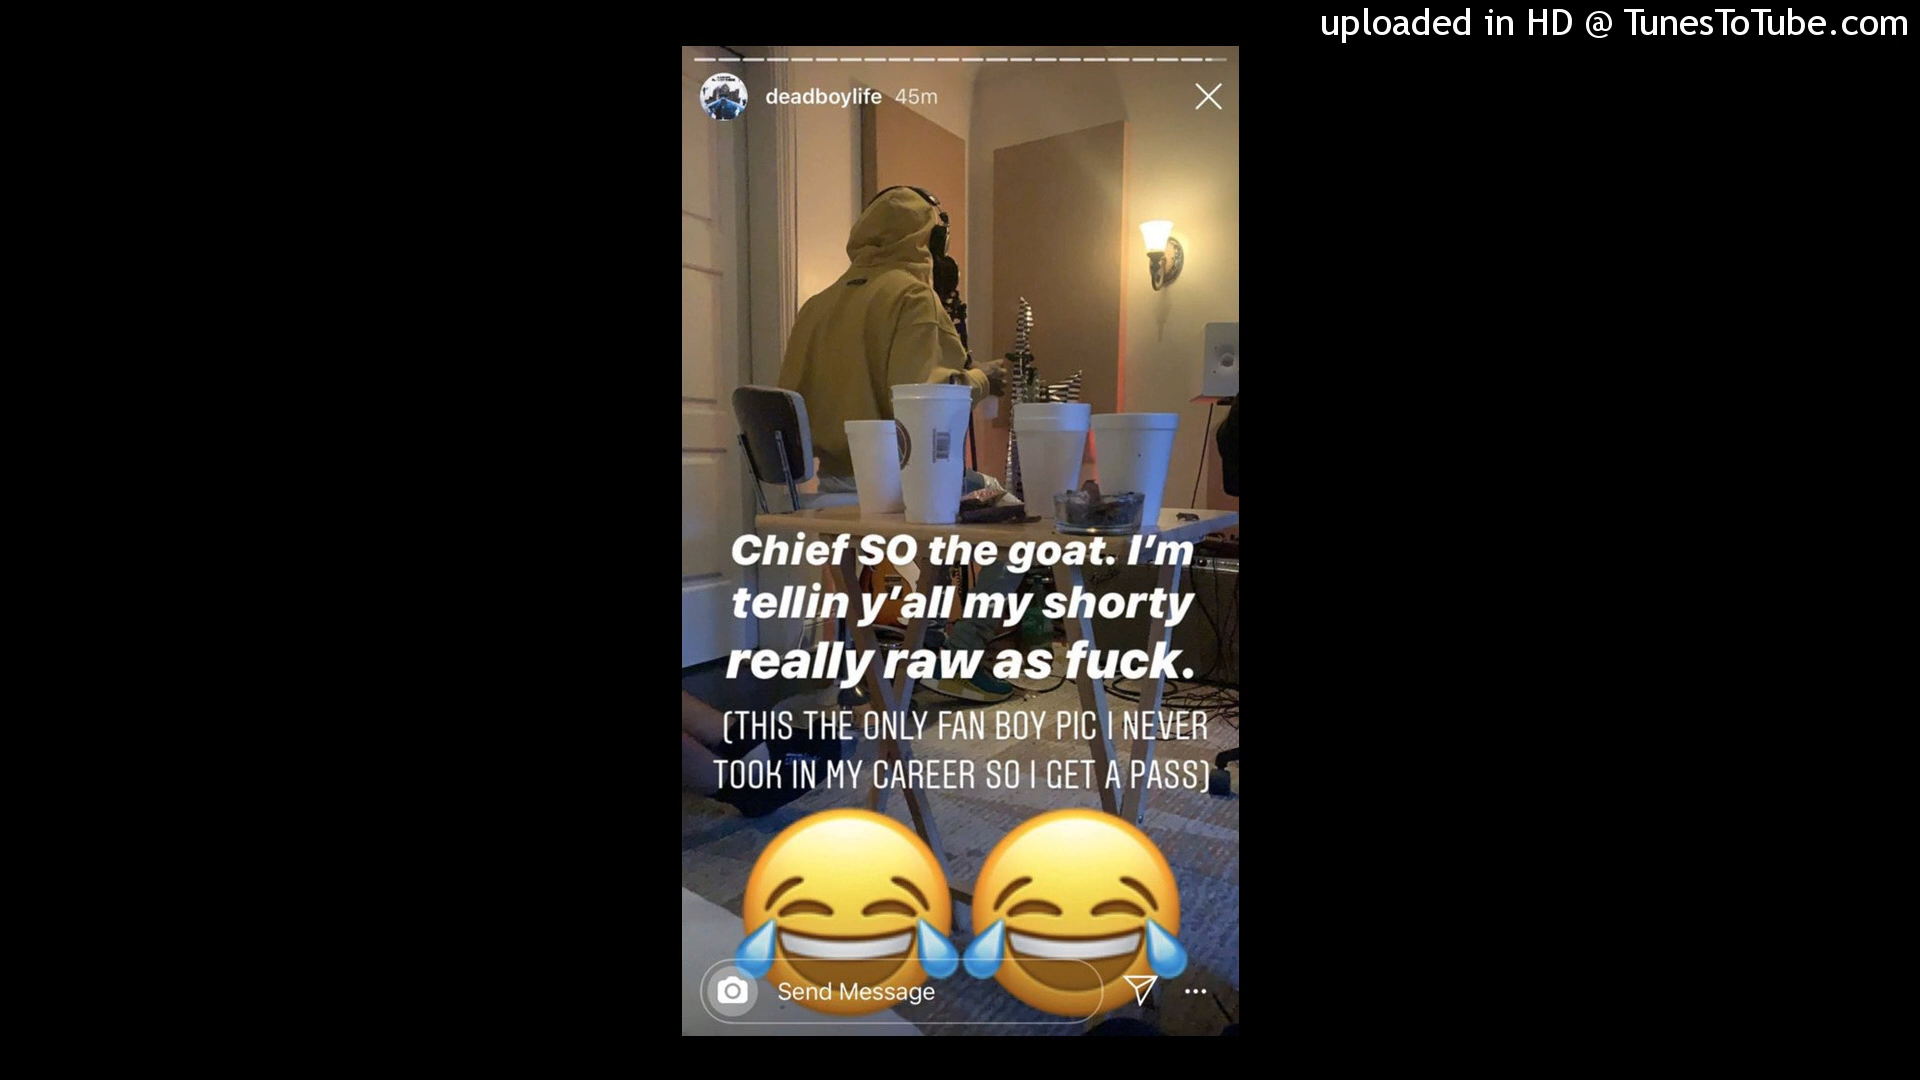 uploaded in HD @ TunesToTube.com
deadboylife 45m
Chief SO the goat. I’m
tellin y’all my shorty
really raw as fuck.
(THIS THE ONLY FAN BOY PIC I NEVER
TOOK IN MY CAREER SO I GET A PASS)
Send Message